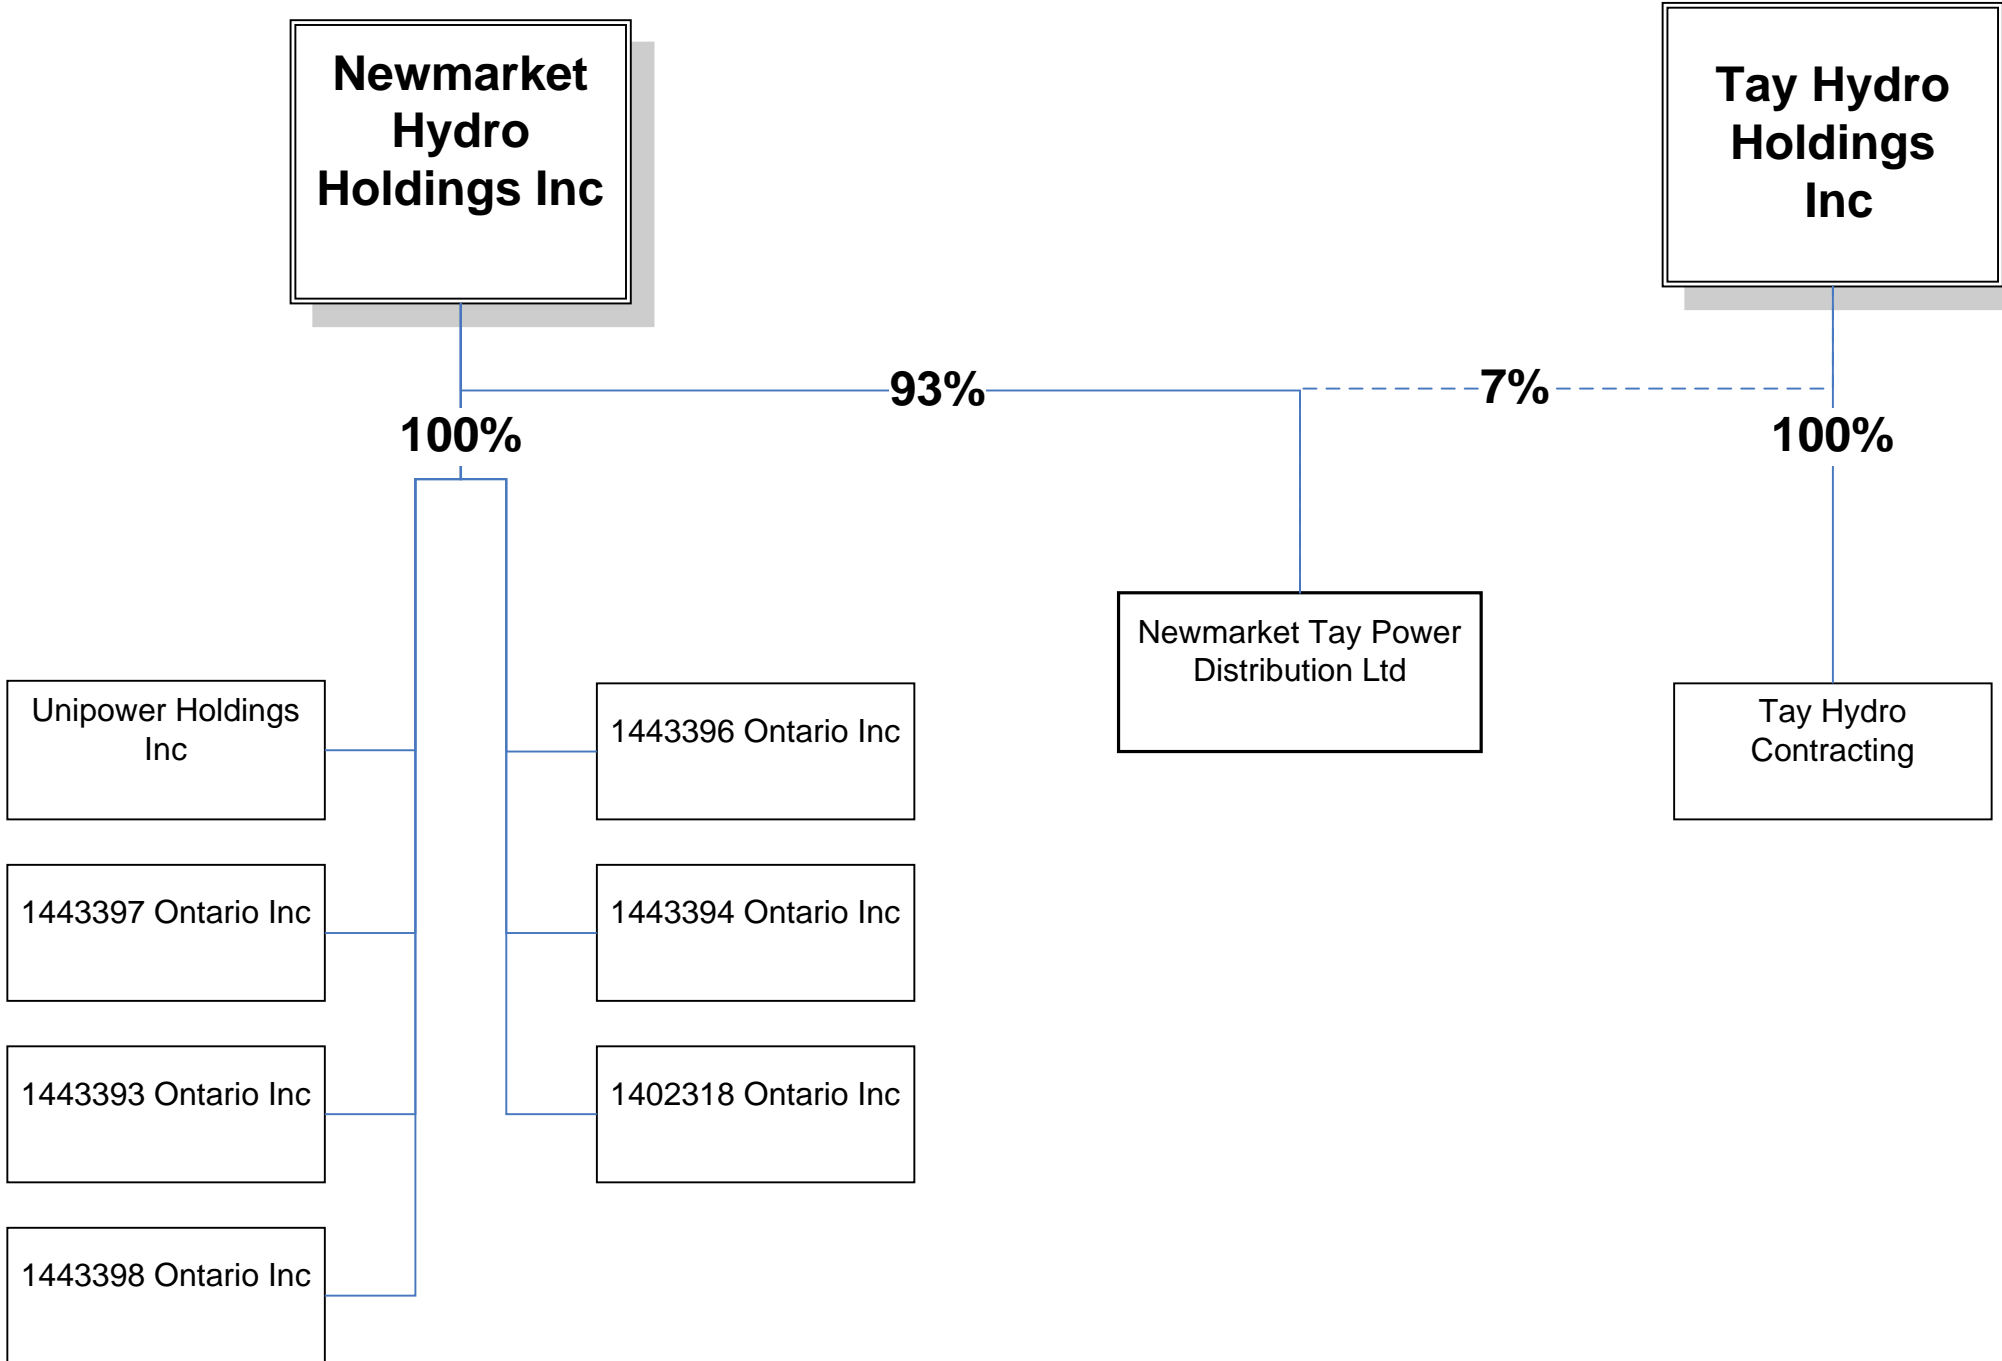 Newmarket
Hydro
Holdings Inc
Tay Hydro
Holdings
Inc
93%
7%
100%
100%
Newmarket Tay Power
Distribution Ltd
Unipower Holdings
Inc
1443396 Ontario Inc
Tay Hydro
Contracting
1443397 Ontario Inc
1443394 Ontario Inc
1443393 Ontario Inc
1402318 Ontario Inc
1443398 Ontario Inc